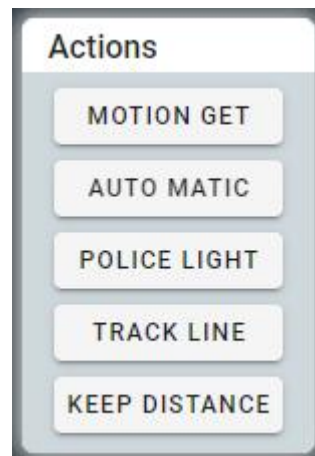 Actions
MOTION GET
AUTO MATIC
POLICE LIGHT
TRACK LINE
KEEP DISTANCE